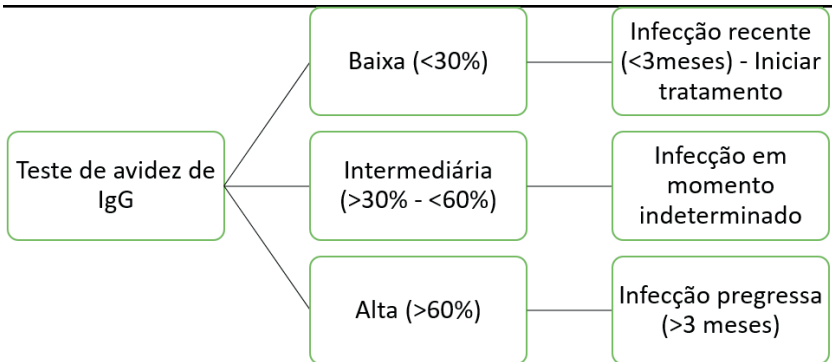 Teste de avidez de
IgG
Baixa (<30%)
Infecção recente
(<3meses) - Iniciar
tratamento
Intermediária
(>30% - <60%)
Infecção em
momento
indeterminado
Alta (>60%)
Infecção pregressa
(>3 meses)